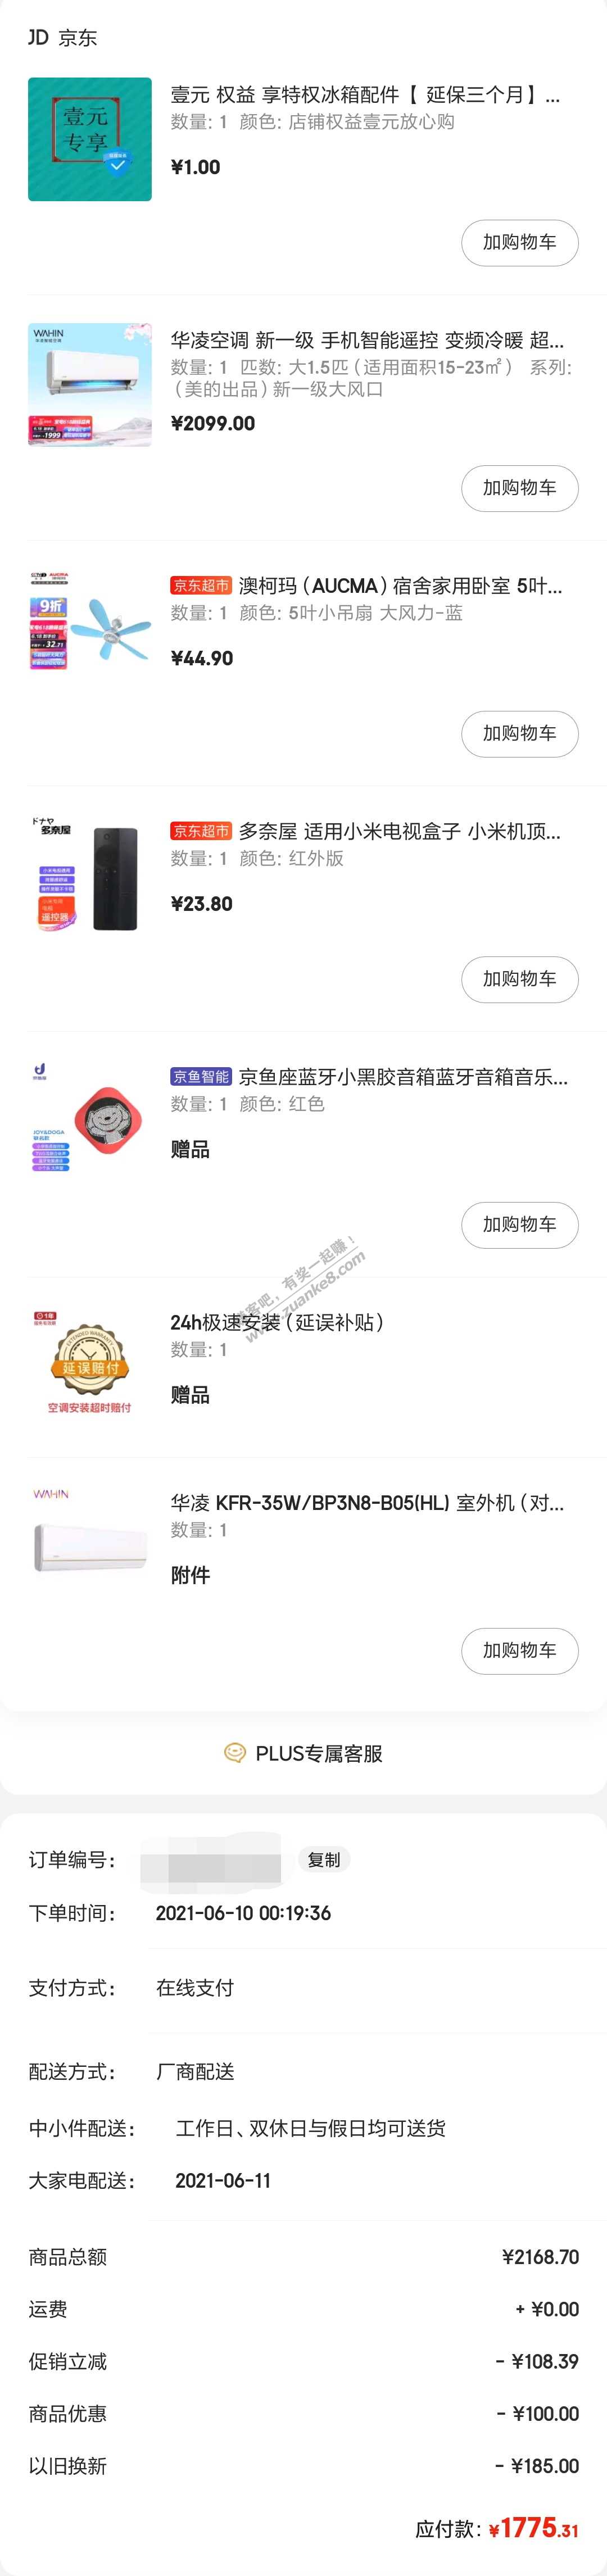 JD 京东
壹元
专享
壹元 权益 享特权冰箱配件【 延保三个月】...
数量: 1 颜色: 店铺权益壹元放心购
¥1.00
加购物车
WAHIN
华凌空调 新一级 手机智能遥控 变频冷暖 超...
数量: 1 匹数: 大1.5匹（适用面积15-23㎡） 系列:
（美的出品）新一级大风口
¥2099.00
1999
加购物车
AUCMA
9折
32.71
京东超市 澳柯玛（AUCMA）宿舍家用卧室 5叶...
数量: 1 颜色: 5叶小吊扇 大风力-蓝
¥44.90
加购物车
ドナや
多奈屋
遥控器
京东超市 多奈屋 适用小米电视盒子 小米机顶...
数量: 1 颜色: 红外版
¥23.80
加购物车
JOY&DOGA
京鱼智能 京鱼座蓝牙小黑胶音箱蓝牙音箱音乐...
数量: 1 颜色: 红色
赠品
加购物车
赚客吧，有奖一起赚！
www.zuanke8.com
EXTENDED WARRANTY
延误赔付
空调安装超时赔付
24h极速安装（延误补贴）
数量: 1
赠品
WAHIN
华凌 KFR-35W/BP3N8-B05(HL) 室外机（对...
数量: 1
附件
加购物车
PLUS专属客服
订单编号:
复制
下单时间: 2021-06-10 00:19:36
支付方式: 在线支付
配送方式: 厂商配送
中小件配送: 工作日、双休日与假日均可送货
大家电配送: 2021-06-11
商品总额 ¥2168.70
运费 + ¥0.00
促销立减 - ¥108.39
商品优惠 - ¥100.00
以旧换新 - ¥185.00
应付款: ¥1775.31